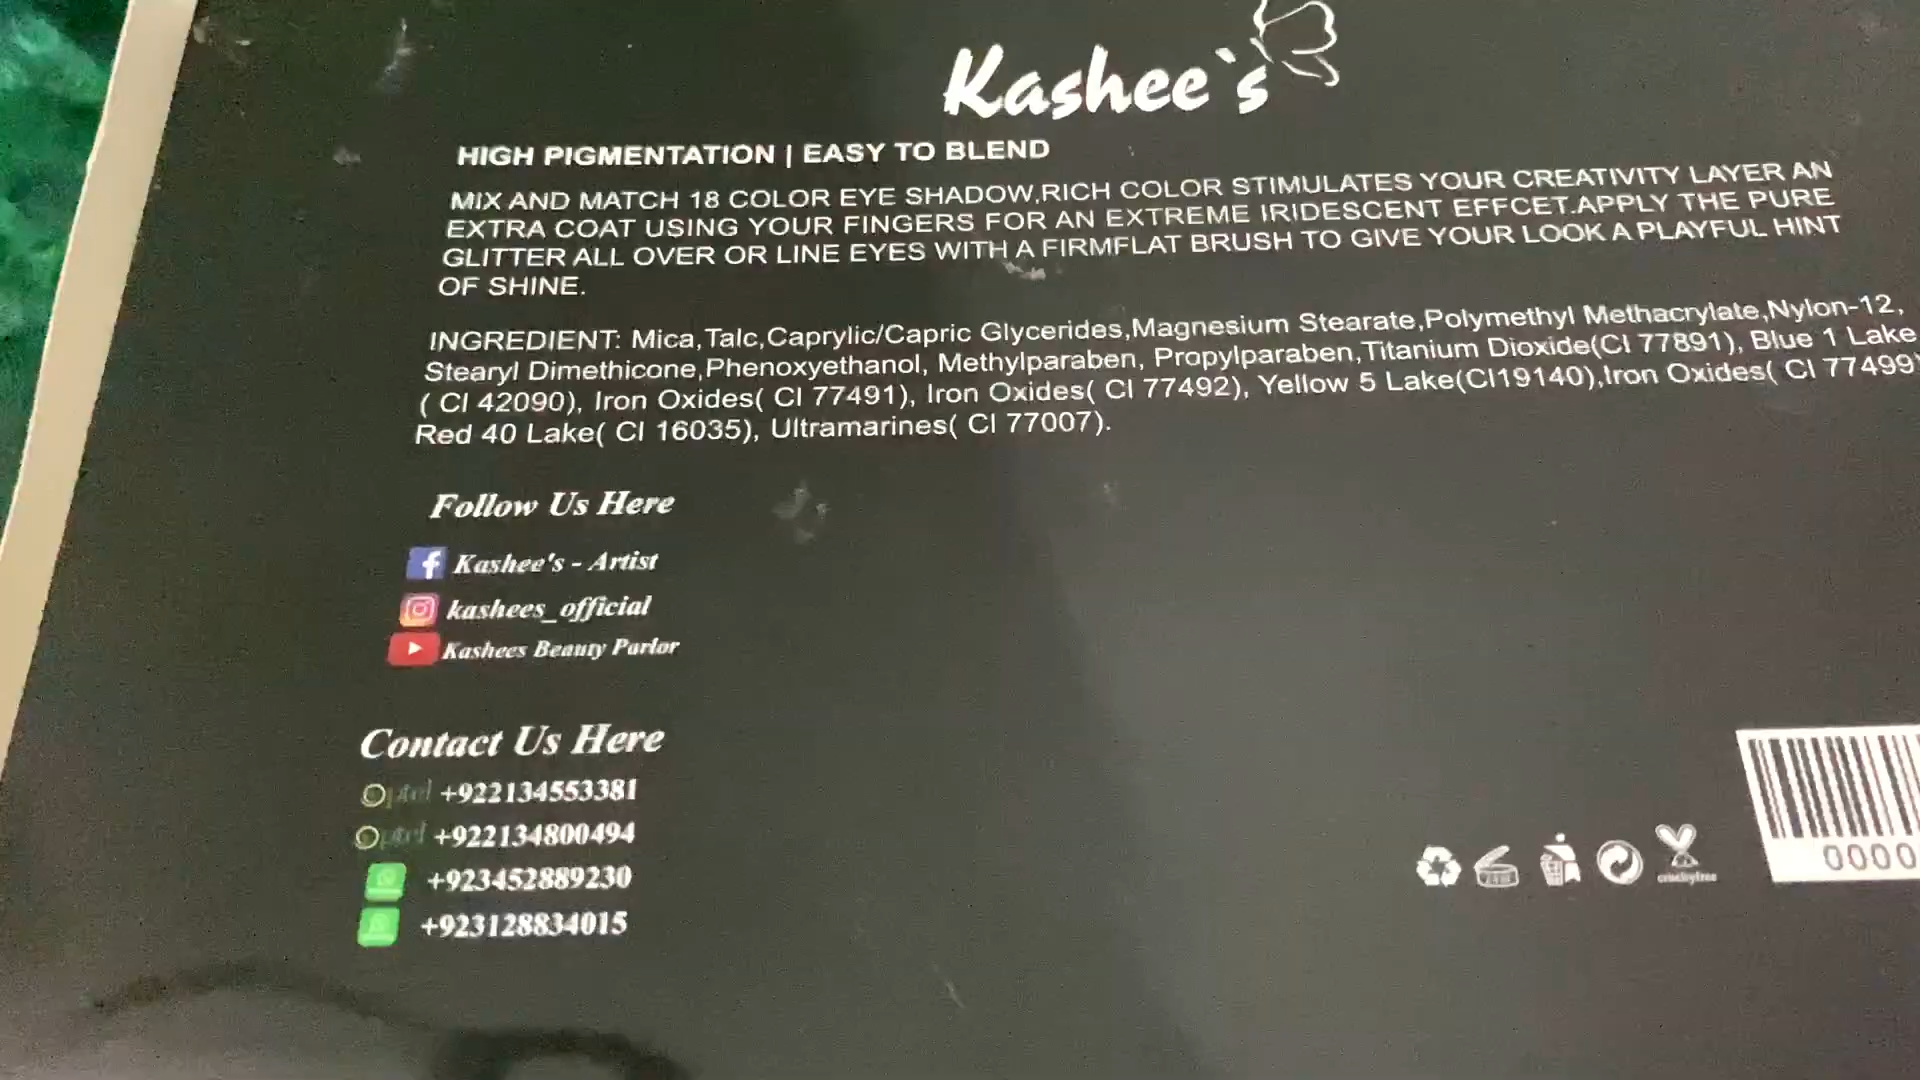 Kashee`s
HIGH PIGMENTATION | EASY TO BLEND
MIX AND MATCH 18 COLOR EYE SHADOW,RICH COLOR STIMULATES YOUR CREATIVITY LAYER AN
EXTRA COAT USING YOUR FINGERS FOR AN EXTREME IRIDESCENT EFFCET.APPLY THE PURE
GLITTER ALL OVER OR LINE EYES WITH A FIRMFLAT BRUSH TO GIVE YOUR LOOK A PLAYFUL HINT
OF SHINE.
INGREDIENT: Mica,Talc,Caprylic/Capric Glycerides,Magnesium Stearate,Polymethyl Methacrylate,Nylon-12,
Stearyl Dimethicone,Phenoxyethanol, Methylparaben, Propylparaben,Titanium Dioxide(CI 77891), Blue 1 Lake
( CI 42090), Iron Oxides( CI 77491), Iron Oxides( CI 77492), Yellow 5 Lake(CI19140),Iron Oxides( CI 77499)
Red 40 Lake( CI 16035), Ultramarines( CI 77007).
Follow Us Here
Kashee's - Artist
kashees_official
Kashees Beauty Parlor
Contact Us Here
Optel +922134553381
Optel +922134800494
+923452889230
+923128834015
crueltyfree
0000